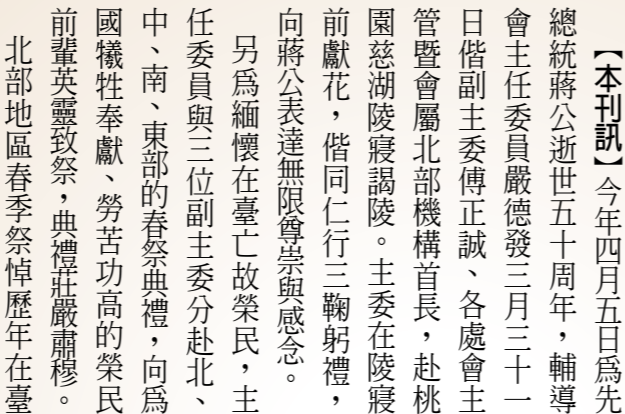 【本刊訊】今年四月五日為先
總統蔣公逝世五十周年，輔導
會主任委員嚴德發三月三十一
日偕副主委傅正誠、各處會主
管暨會屬北部機構首長，赴桃
園慈湖陵寢謁陵。主委在陵寢
前獻花，偕同仁行三鞠躬禮，
向蔣公表達無限尊崇與感念。
另為緬懷在臺亡故榮民，主
任委員與三位副主委分赴北、
中、南、東部的春祭典禮，向為
國犧牲奉獻、勞苦功高的榮民
前輩英靈致祭，典禮莊嚴肅穆。
北部地區春季祭悼歷年在臺